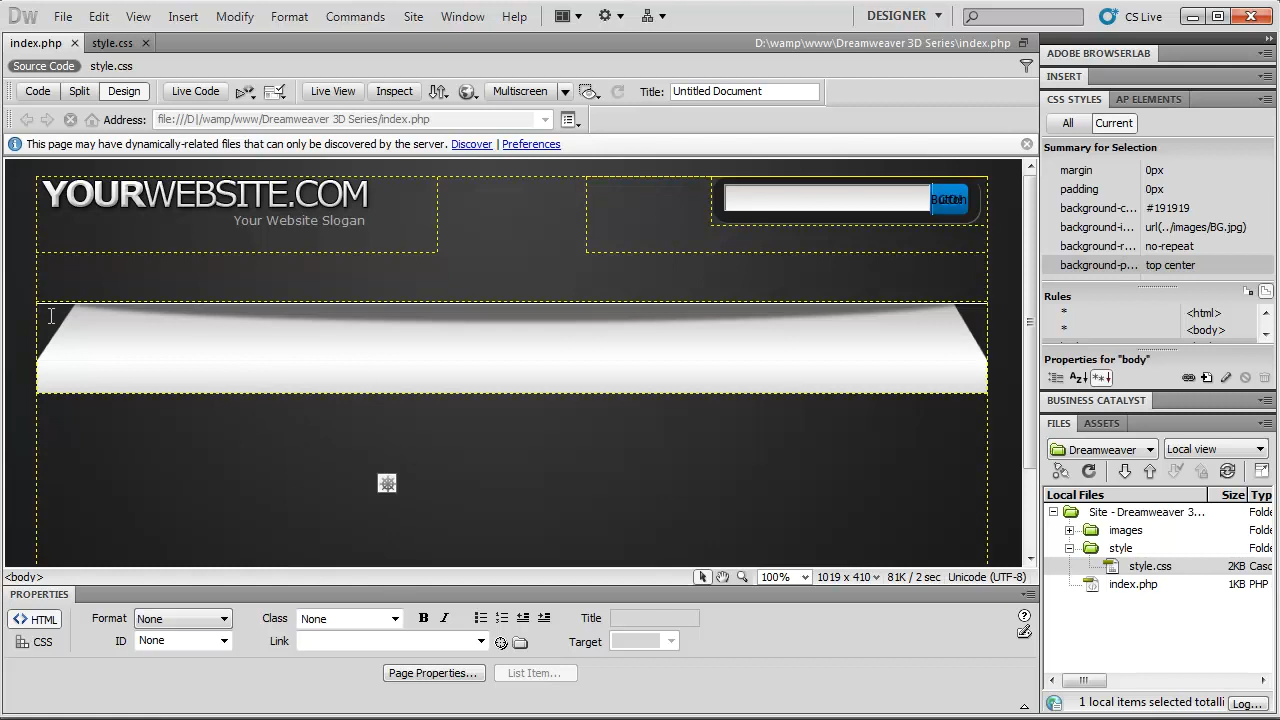 Dw File Edit View Insert Modify Format Commands Site Window Help DESIGNER CS Live
index.php style.css D:\wamp\www\Dreamweaver 3D Series\index.php
Source Code style.css
Code Split Design Live Code Live View Inspect Multiscreen Title: Untitled Document
Address: file:///D|/wamp/www/Dreamweaver 3D Series/index.php
This page may have dynamically-related files that can only be discovered by the server. Discover Preferences
YOURWEBSITE.COM
Your Website Slogan
<body> 100% 1019 x 410 81K / 2 sec Unicode (UTF-8)
PROPERTIES
HTML Format None Class None B I Title
CSS ID None Link Target
Page Properties... List Item...
ADOBE BROWSERLAB
INSERT
CSS STYLES AP ELEMENTS
All Current
Summary for Selection
margin 0px
padding 0px
background-c... #191919
background-i... url(../images/BG.jpg)
background-r... no-repeat
background-p... top center
Rules
* <html>
* <body>
Properties for "body"
Az
BUSINESS CATALYST
FILES ASSETS
Dreamweaver Local view
Local Files Size Typ
Site - Dreamweaver 3... Folde
images Folde
style Folde
style.css 2KB Casc
index.php 1KB PHP
1 local items selected totalli Log...